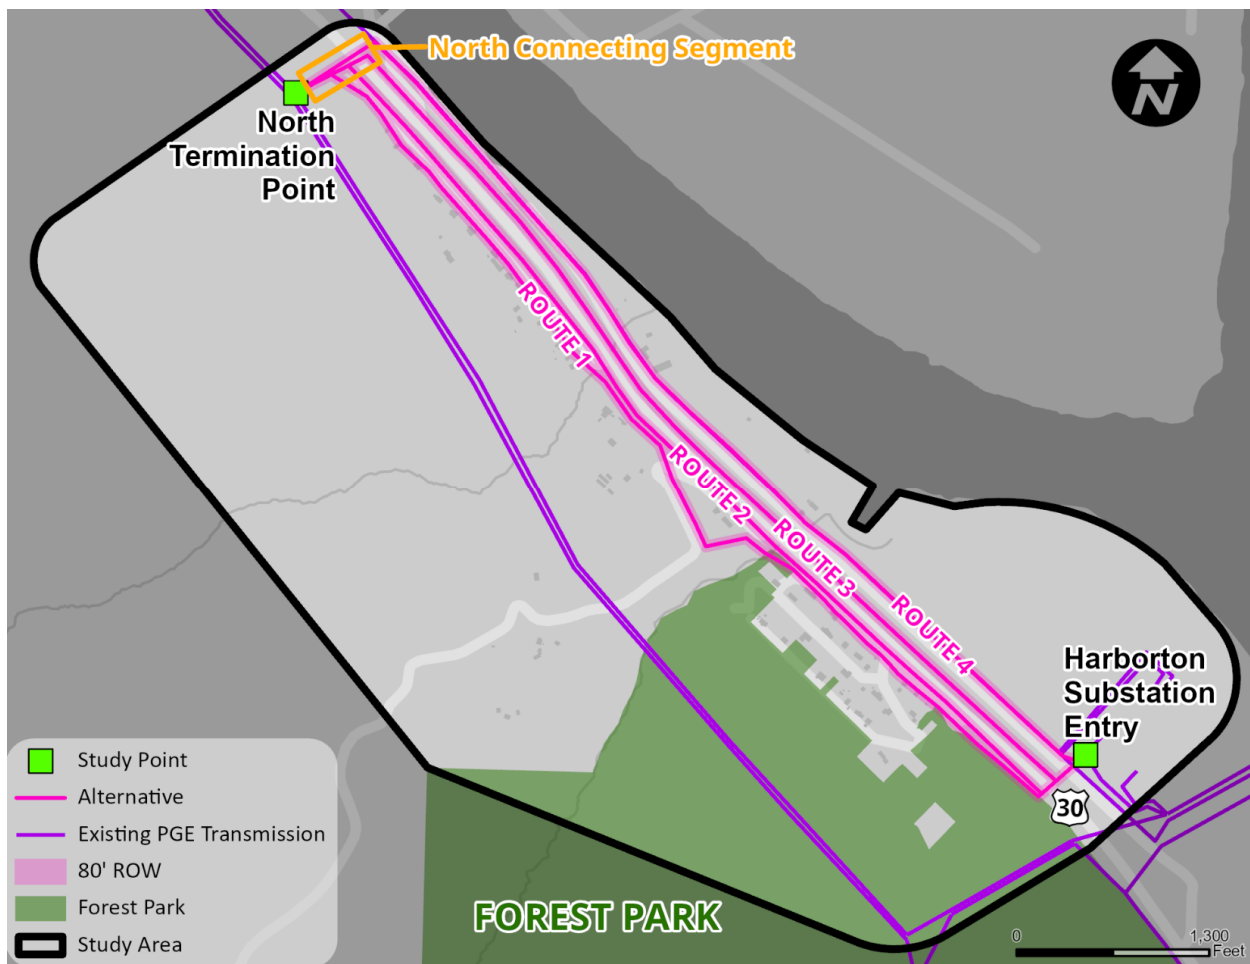 North Connecting Segment
N
North
Termination
Point
ROUTE 1
ROUTE 2
ROUTE 3
ROUTE 4
Harborton
Substation
Entry
30
FOREST PARK
Study Point
Alternative
Existing PGE Transmission
80' ROW
Forest Park
Study Area
0 1,300
Feet